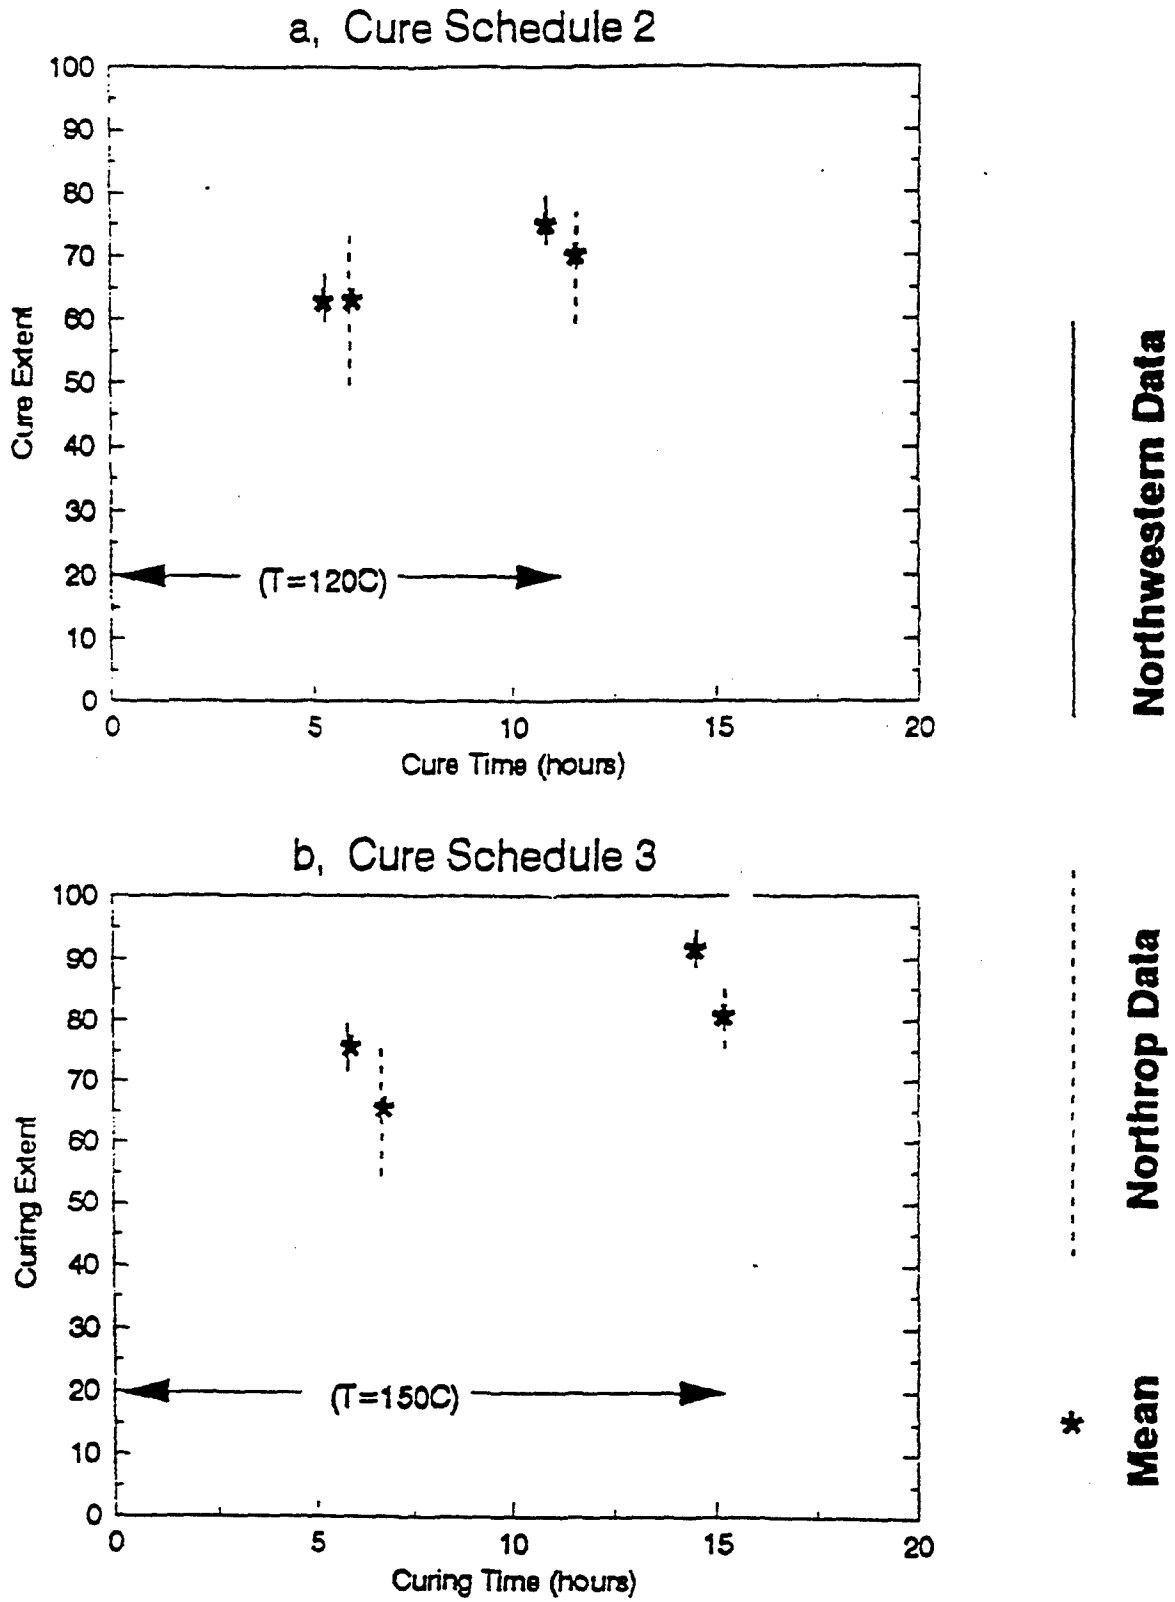 a, Cure Schedule 2
100
90
80
70
60
50
40
30
20
10
0
Cure Extent
(T=120C)
0 5 10 15 20
Cure Time (hours)
b, Cure Schedule 3
100
90
80
70
60
50
40
30
20
10
0
Curing Extent
(T=150C)
0 5 10 15 20
Curing Time (hours)
Northwestern Data
Northrop Data
Mean